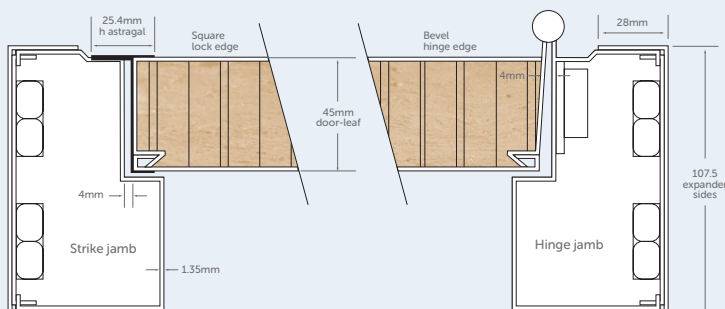 25.4mm
h astragal
Square
lock edge
Bevel
hinge edge
28mm
4mm
45mm
door-leaf
107.5
expander
sides
4mm
Strike jamb
Hinge jamb
1.35mm